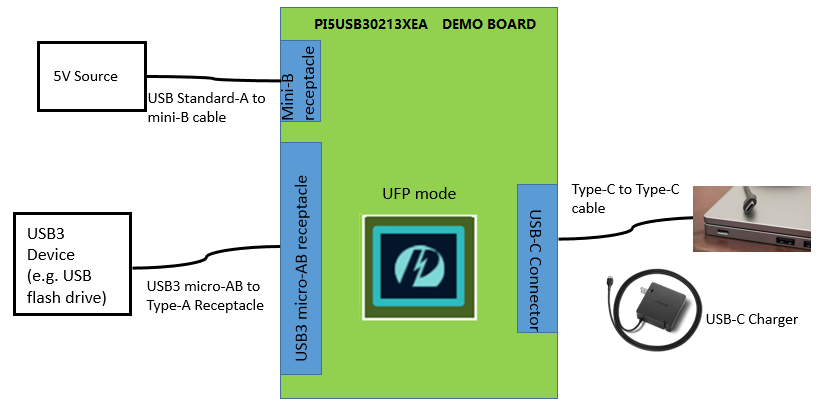 PI5USB30213XEA DEMO BOARD
5V Source
USB Standard-A to
mini-B cable
Mini-B
receptacle
UFP mode
USB3 micro-AB receptacle
USB-C Connector
Type-C to Type-C
cable
USB3
Device
(e.g. USB
flash drive)
USB3 micro-AB to
Type-A Receptacle
USB-C Charger